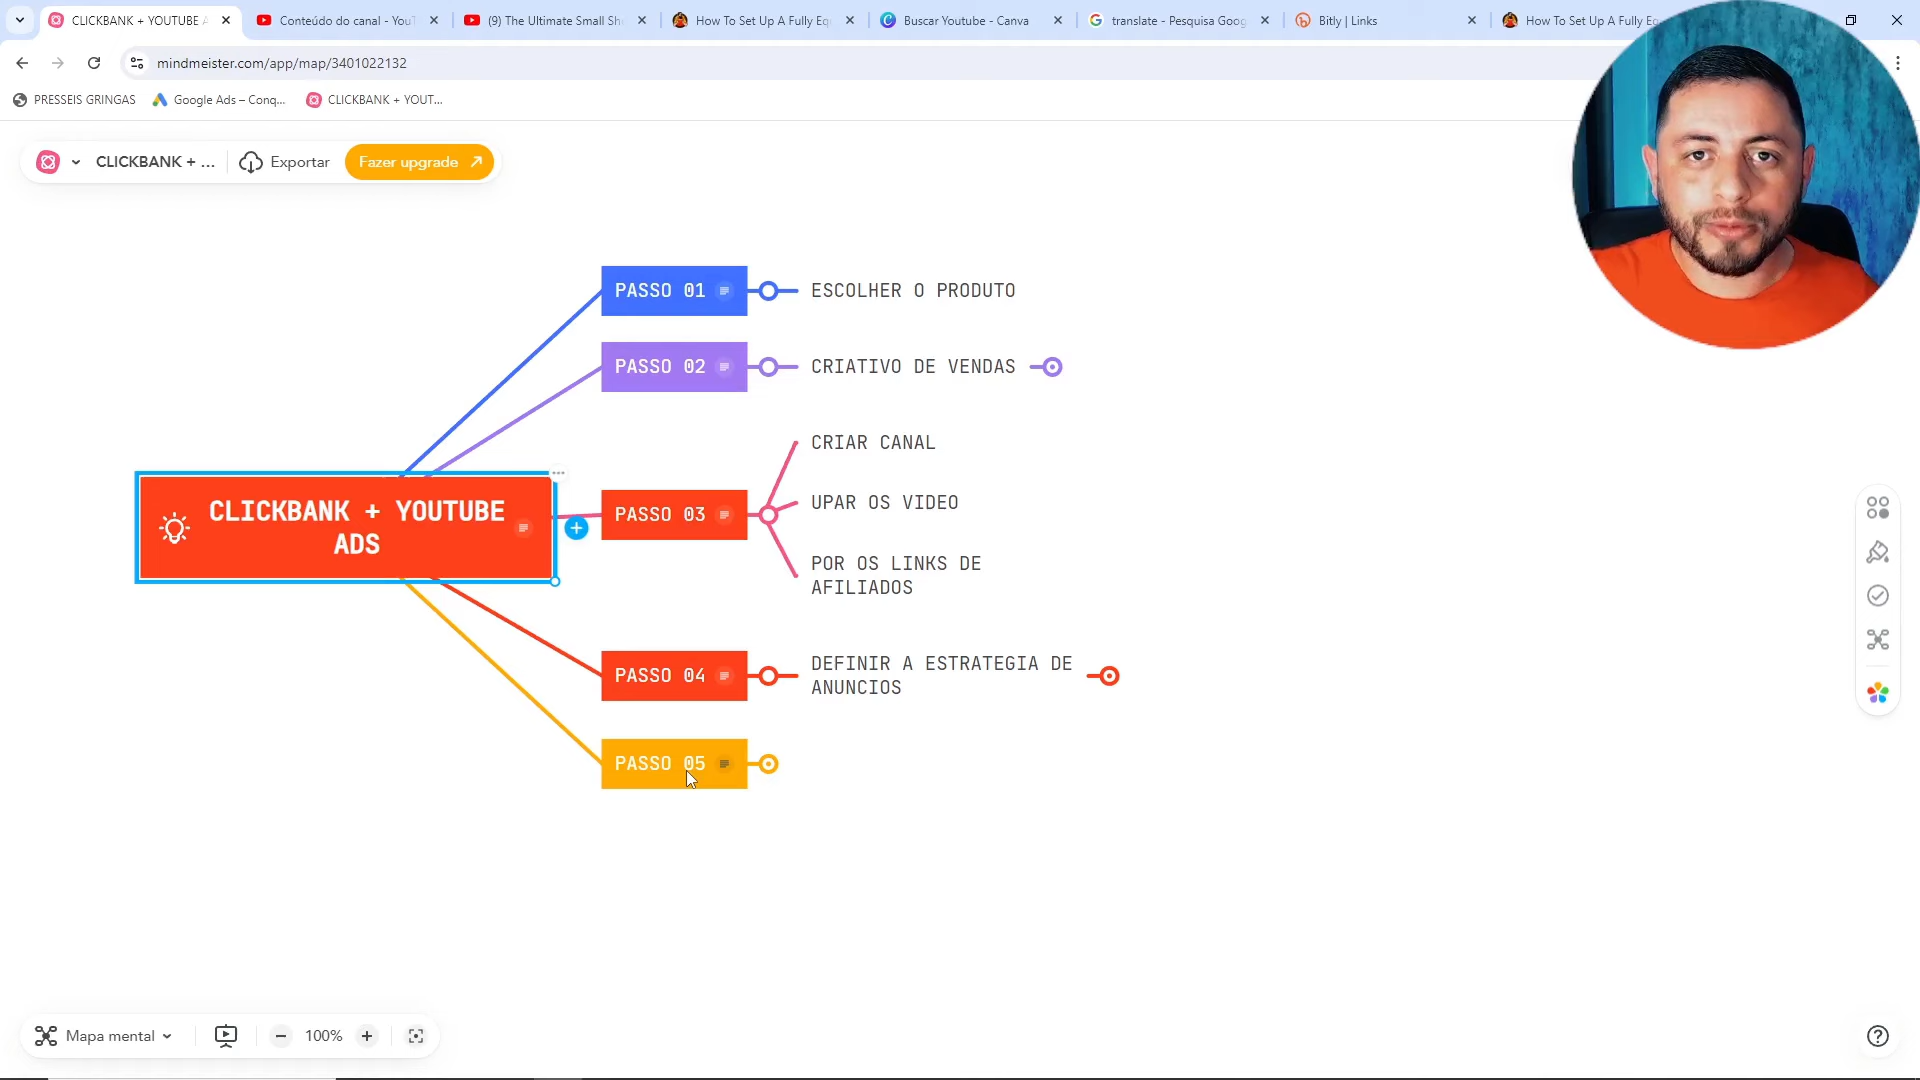 CLICKBANK + YOUTUBE A
Conteúdo do canal - YouT
(9) The Ultimate Small Sh
How To Set Up A Fully Eq
Buscar Youtube - Canva
translate - Pesquisa Goog
Bitly | Links
How To Set Up A Fully Eq
mindmeister.com/app/map/3401022132
PRESSEIS GRINGAS
Google Ads – Conq...
CLICKBANK + YOUT...
CLICKBANK + ...
Exportar
Fazer upgrade
PASSO 01
ESCOLHER O PRODUTO
PASSO 02
CRIATIVO DE VENDAS
CLICKBANK + YOUTUBE
ADS
PASSO 03
CRIAR CANAL
UPAR OS VIDEO
POR OS LINKS DE
AFILIADOS
PASSO 04
DEFINIR A ESTRATEGIA DE
ANUNCIOS
PASSO 05
Mapa mental
100%